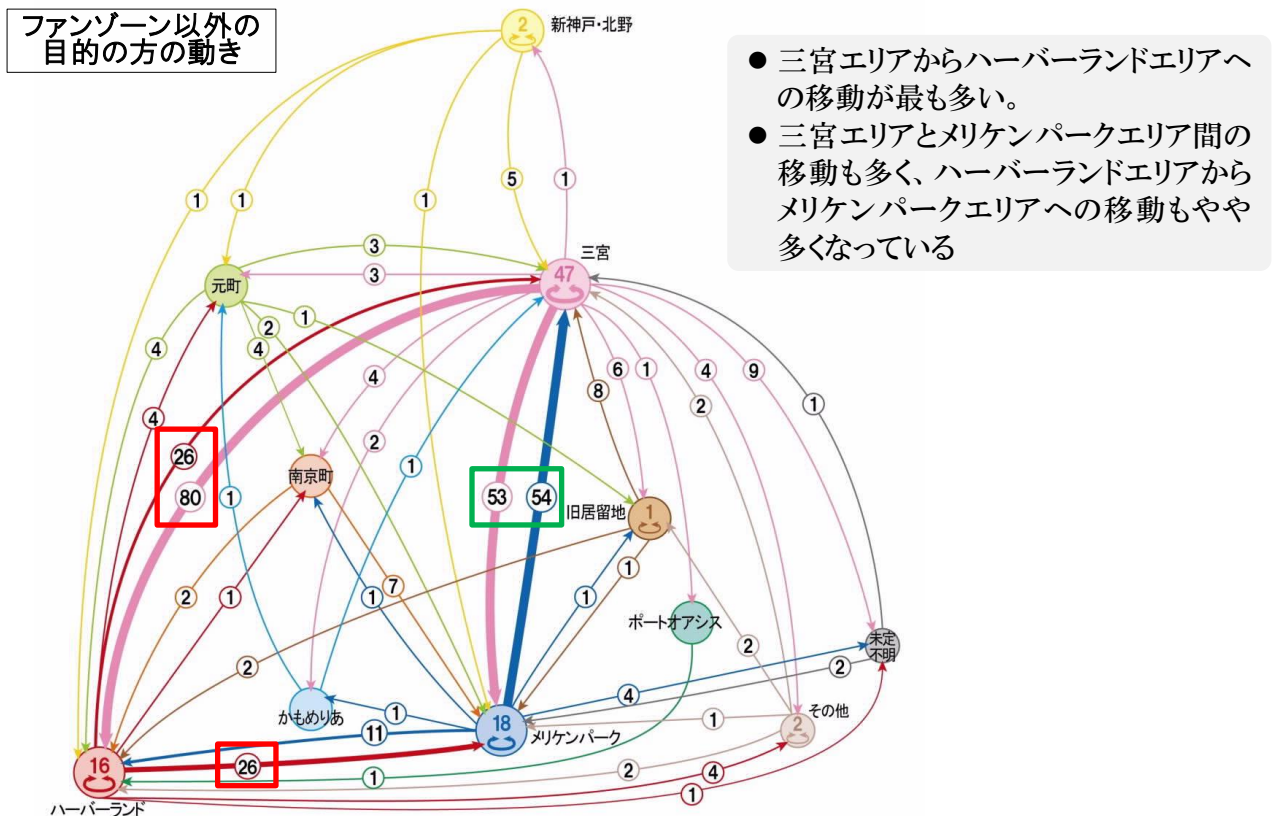 ファンゾーン以外の
目的の方の動き
● 三宮エリアからハーバーランドエリアへ
の移動が最も多い。
● 三宮エリアとメリケンパークエリア間の
移動も多く、ハーバーランドエリアから
メリケンパークエリアへの移動もやや
多くなっている
2
新神戸・北野
1
1
1
5
1
三宮
47
3
3
元町
1
2
4
4
4
6
1
4
9
8
2
1
4
2
1
26
80
1
南京町
53
54
旧居留地
1
2
1
1
7
1
1
ポートオアシス
2
未定
不明
2
2
4
かもめりあ
1
18
メリケンパーク
1
2
その他
11
16
26
1
2
4
1
ハーバーランド